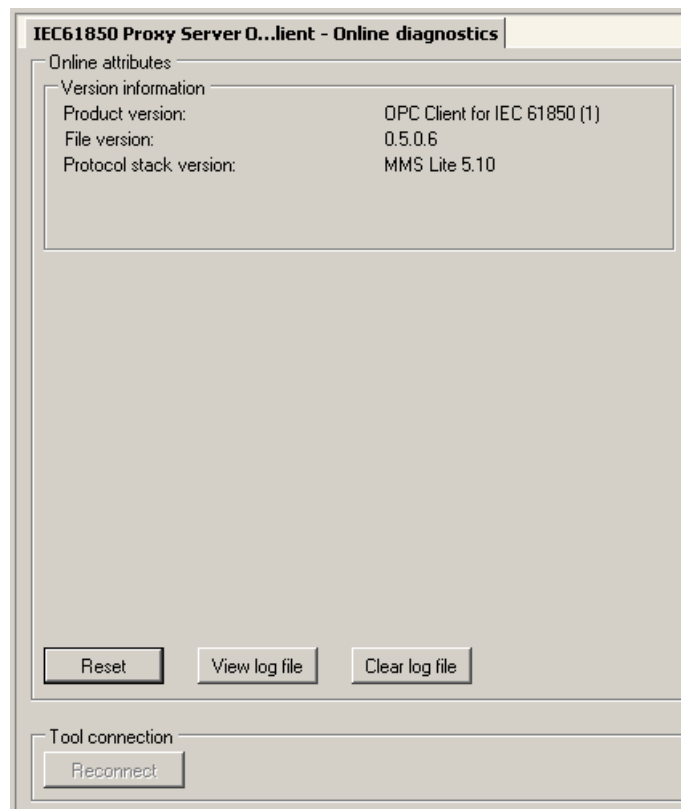 IEC61850 Proxy Server O...lient - Online diagnostics
Online attributes
Version information
Product version: OPC Client for IEC 61850 (1)
File version: 0.5.0.6
Protocol stack version: MMS Lite 5.10
Reset View log file Clear log file
Tool connection
Reconnect